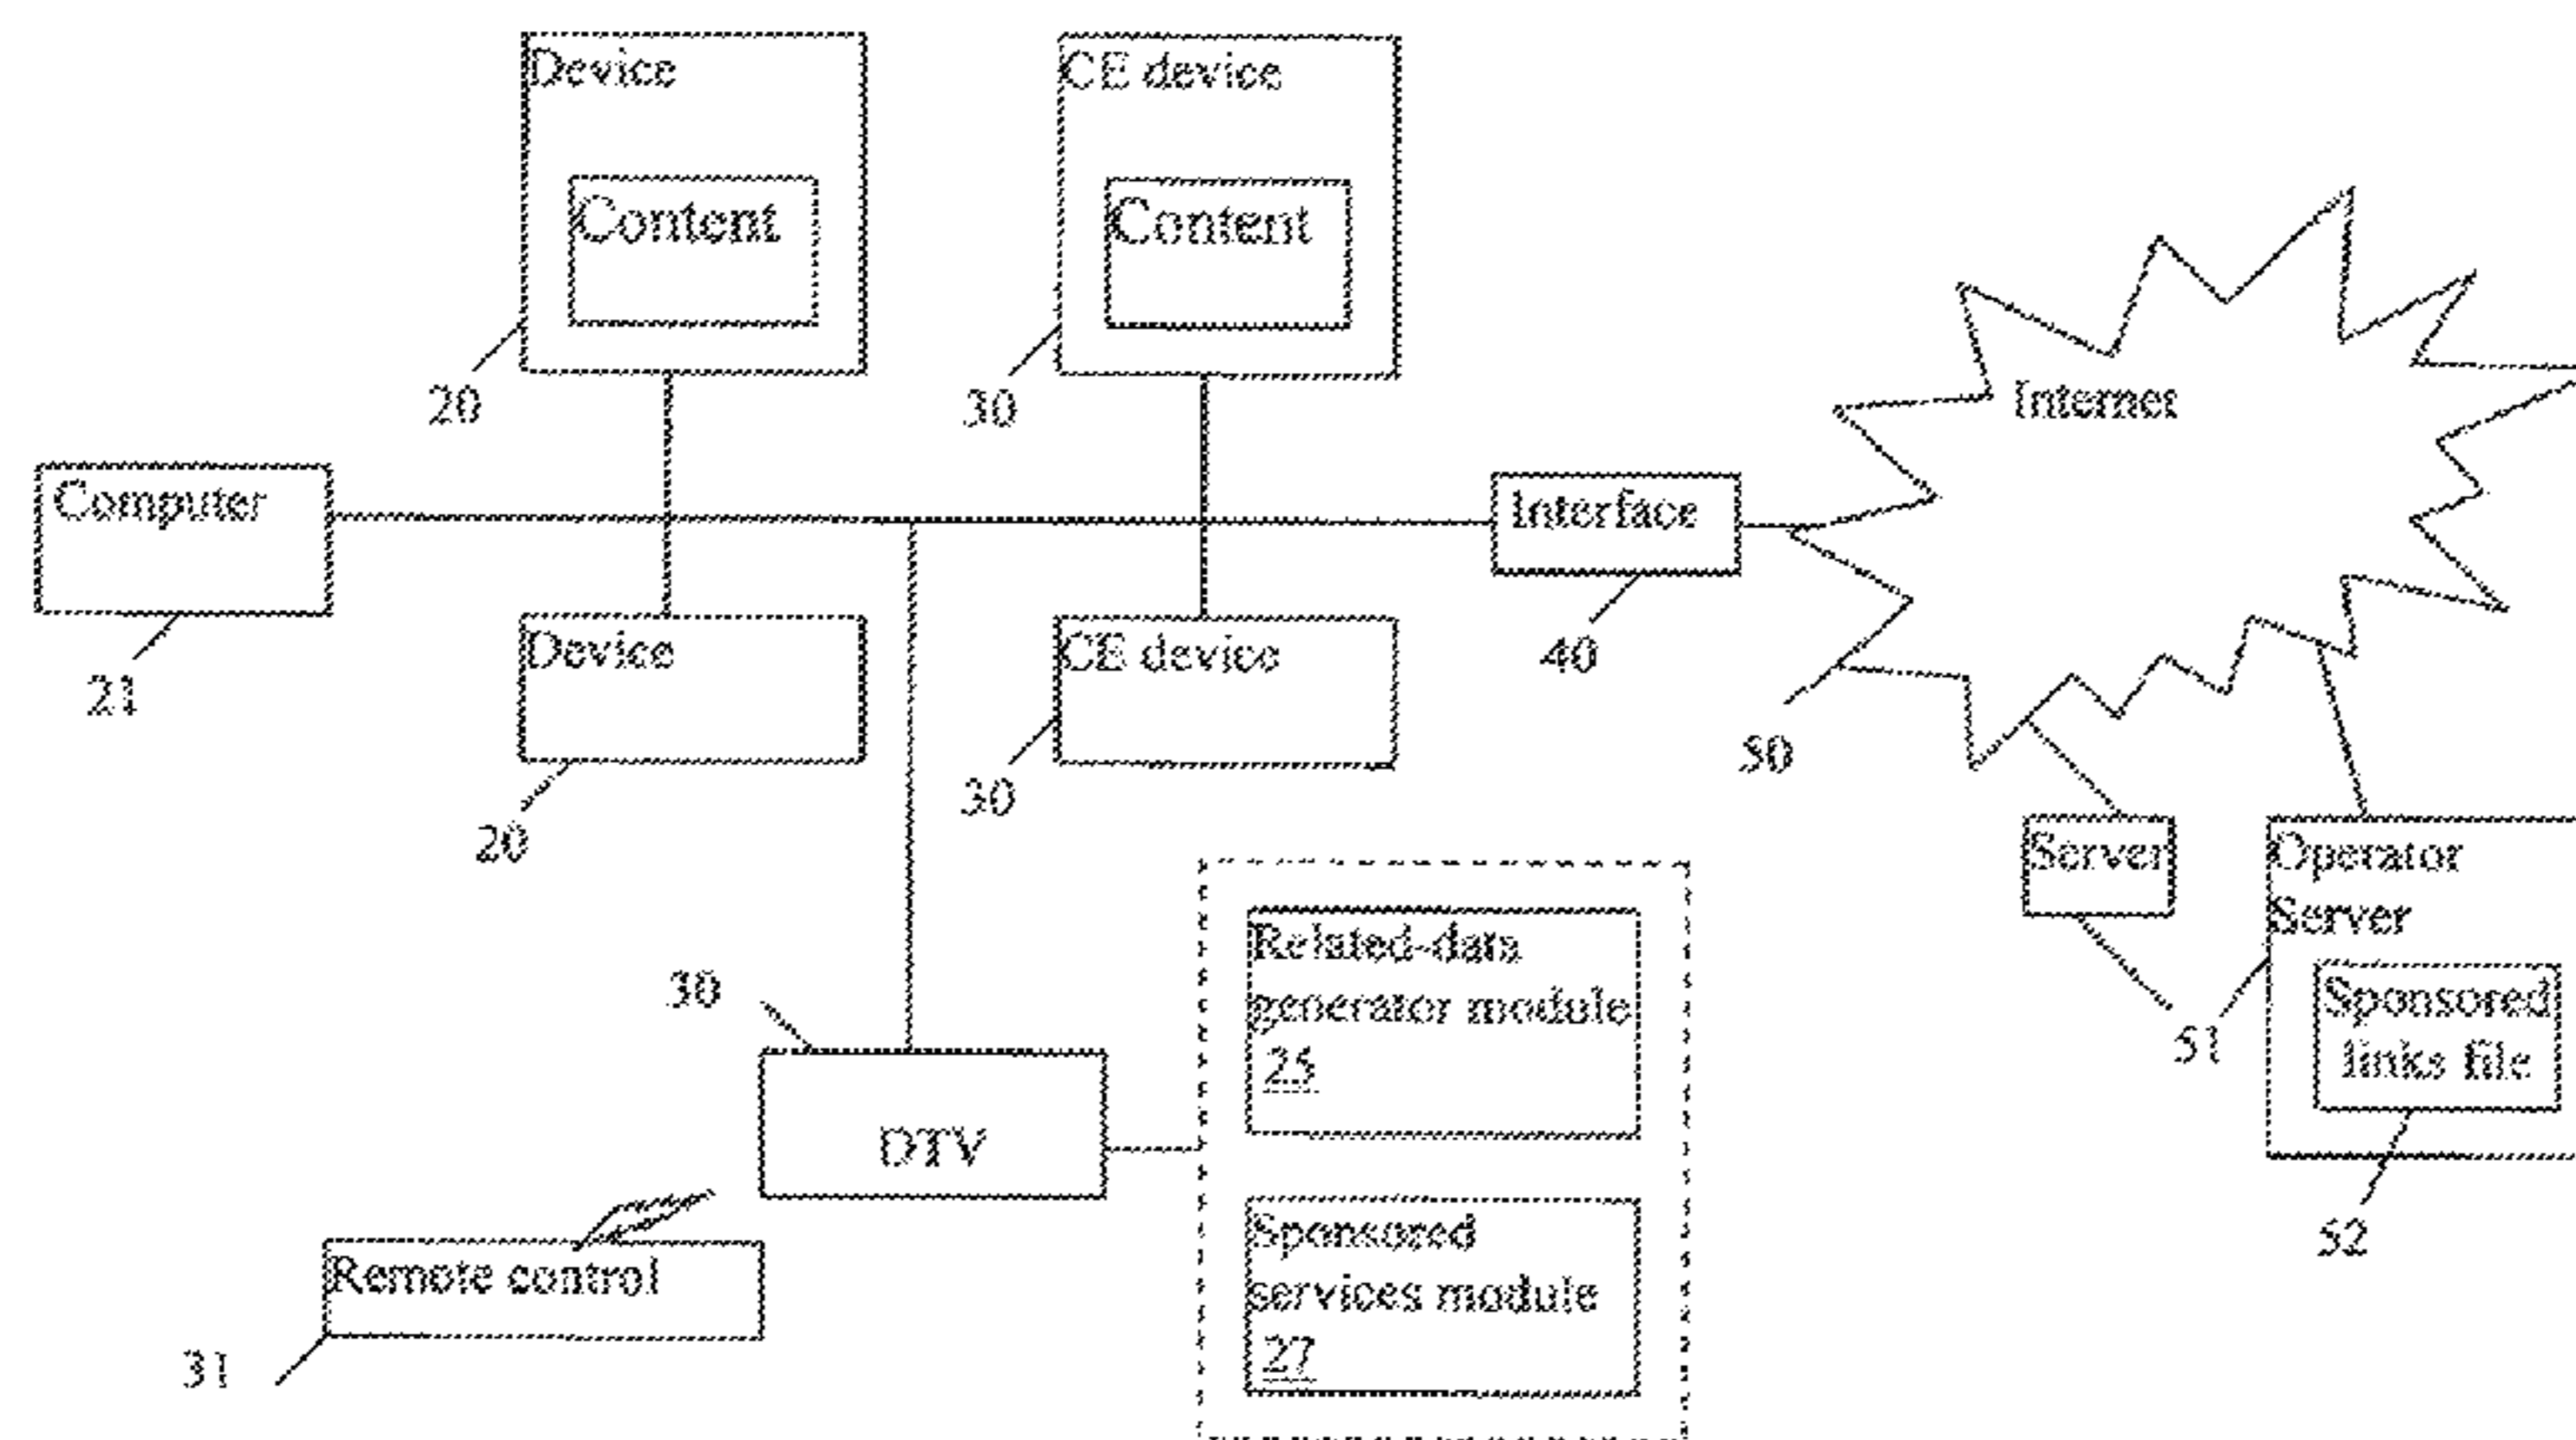 Device
Content
20
CE device
Content
30
Internet
Computer
21
Interface
40
Device
20
CE device
30
50
Server
Operator
Server
Sponsored
links file
51
52
30
DTV
Related-data
generator module
25
Sponsored
services module
27
Remote control
31